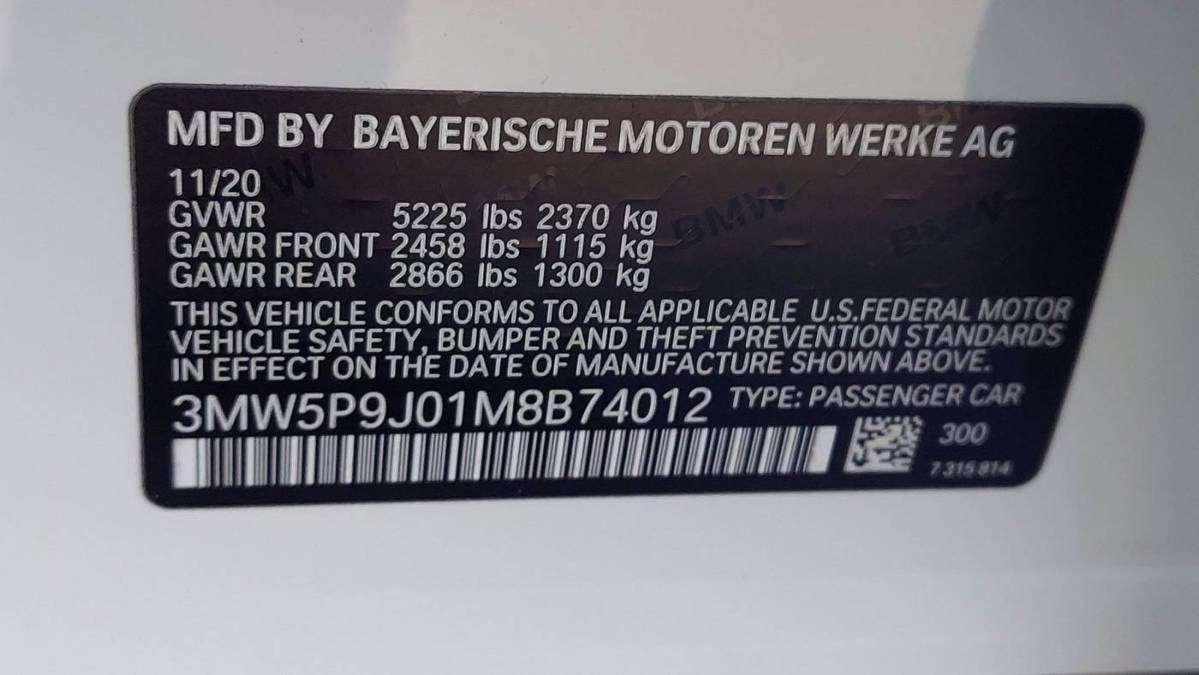 MFD BY BAYERISCHE MOTOREN WERKE AG
11/20
GVWR 5225 lbs 2370 kg
GAWR FRONT 2458 lbs 1115 kg
GAWR REAR 2866 lbs 1300 kg
THIS VEHICLE CONFORMS TO ALL APPLICABLE U.S.FEDERAL MOTOR
VEHICLE SAFETY, BUMPER AND THEFT PREVENTION STANDARDS
IN EFFECT ON THE DATE OF MANUFACTURE SHOWN ABOVE.
3MW5P9J01M8B74012 TYPE: PASSENGER CAR
300
7 315 814
BMW
BMW